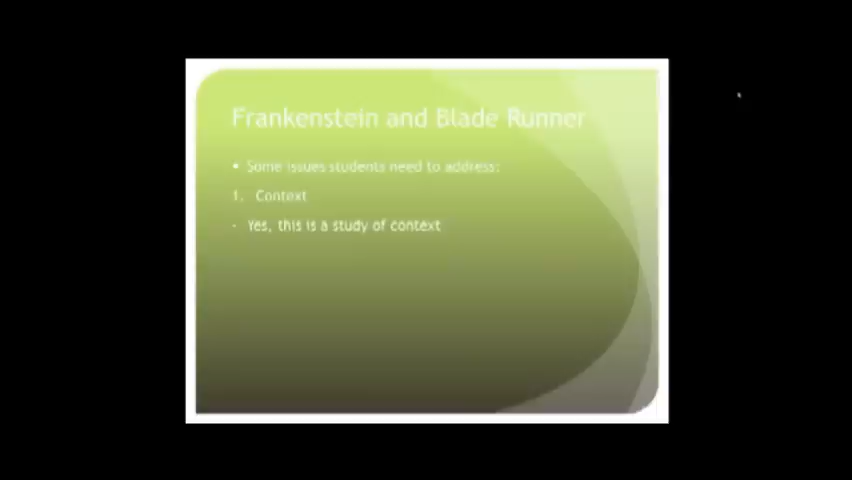 Frankenstein and Blade Runner
• Some issues students need to address:
1. Context
- Yes, this is a study of context